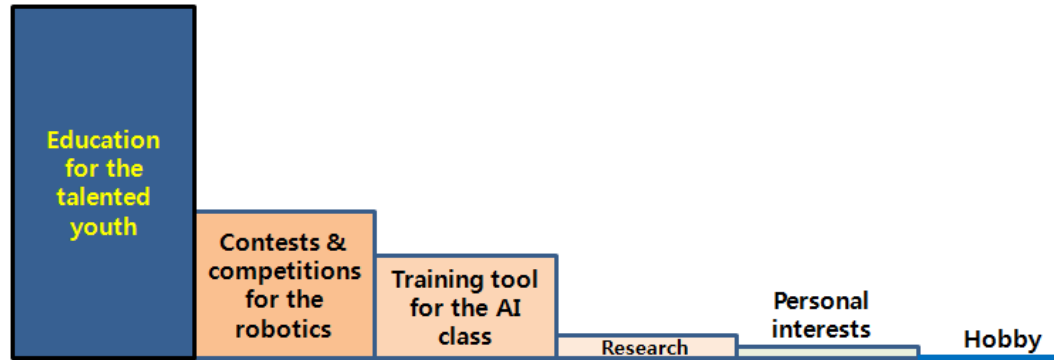 Education
for the
talented
youth
Contests &
competitions
for the
robotics
Training tool
for the AI
class
Research
Personal
interests
Hobby